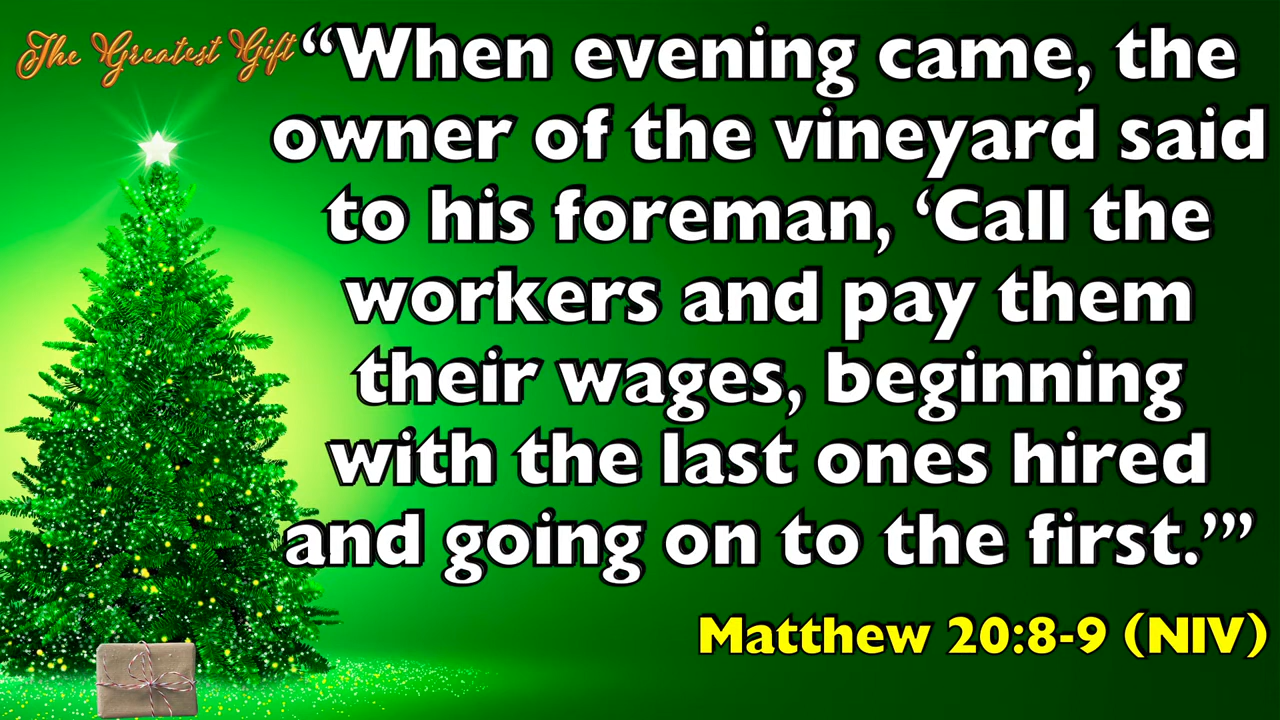 The Greatest Gift
“When evening came, the
owner of the vineyard said
to his foreman, ‘Call the
workers and pay them
their wages, beginning
with the last ones hired
and going on to the first.’”
Matthew 20:8-9 (NIV)